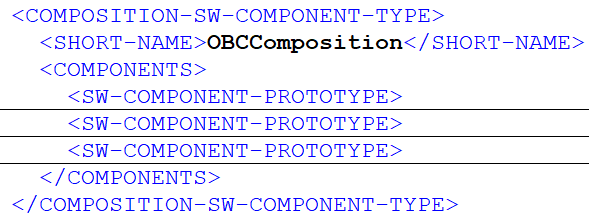 <COMPOSITION-SW-COMPONENT-TYPE>
<SHORT-NAME>OBCComposition</SHORT-NAME>
<COMPONENTS>
<SW-COMPONENT-PROTOTYPE>
<SW-COMPONENT-PROTOTYPE>
<SW-COMPONENT-PROTOTYPE>
</COMPONENTS>
</COMPOSITION-SW-COMPONENT-TYPE>